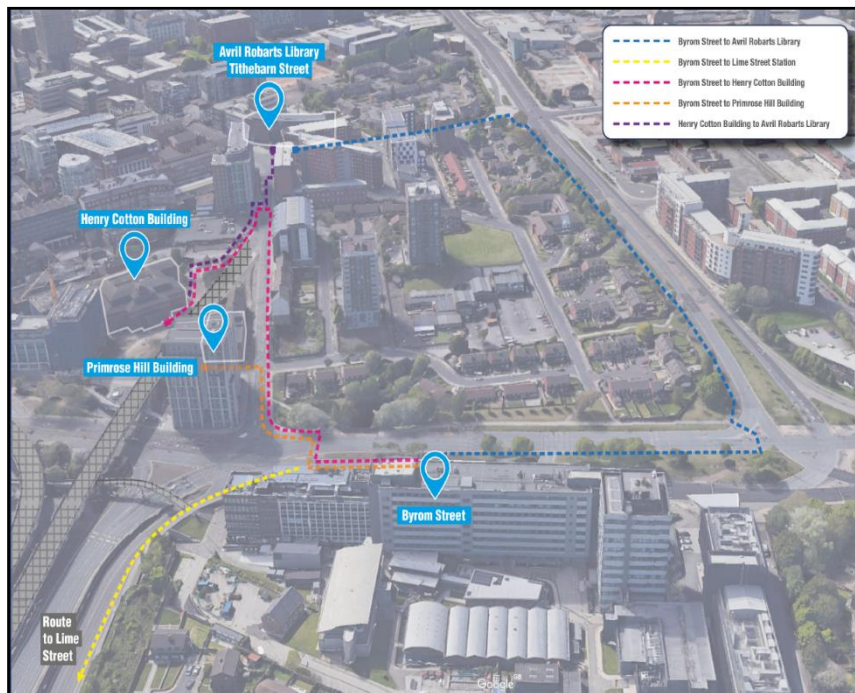 Avril Robarts Library
Tithebarn Street
Byrom Street to Avril Robarts Library
Byrom Street to Lime Street Station
Byrom Street to Henry Cotton Building
Byrom Street to Primrose Hill Building
Henry Cotton Building to Avril Robarts Library
Henry Cotton Building
Primrose Hill Building
Byrom Street
Route
to Lime
Street
Google